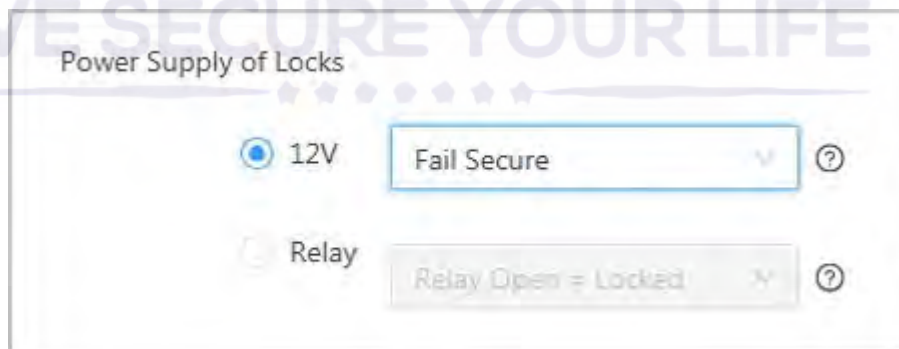 VE SECURE YOUR LIFE
Power Supply of Locks
12V Fail Secure
Relay Relay Open = Locked